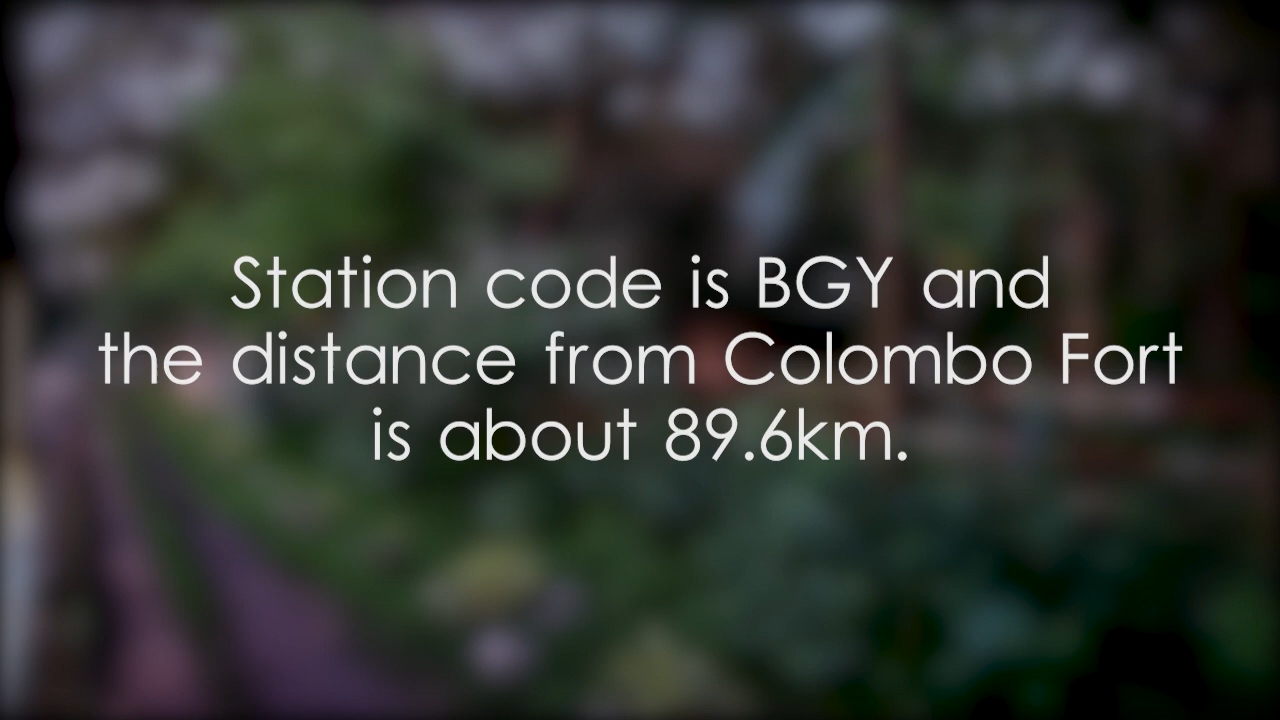 Station code is BGY and
the distance from Colombo Fort
is about 89.6km.